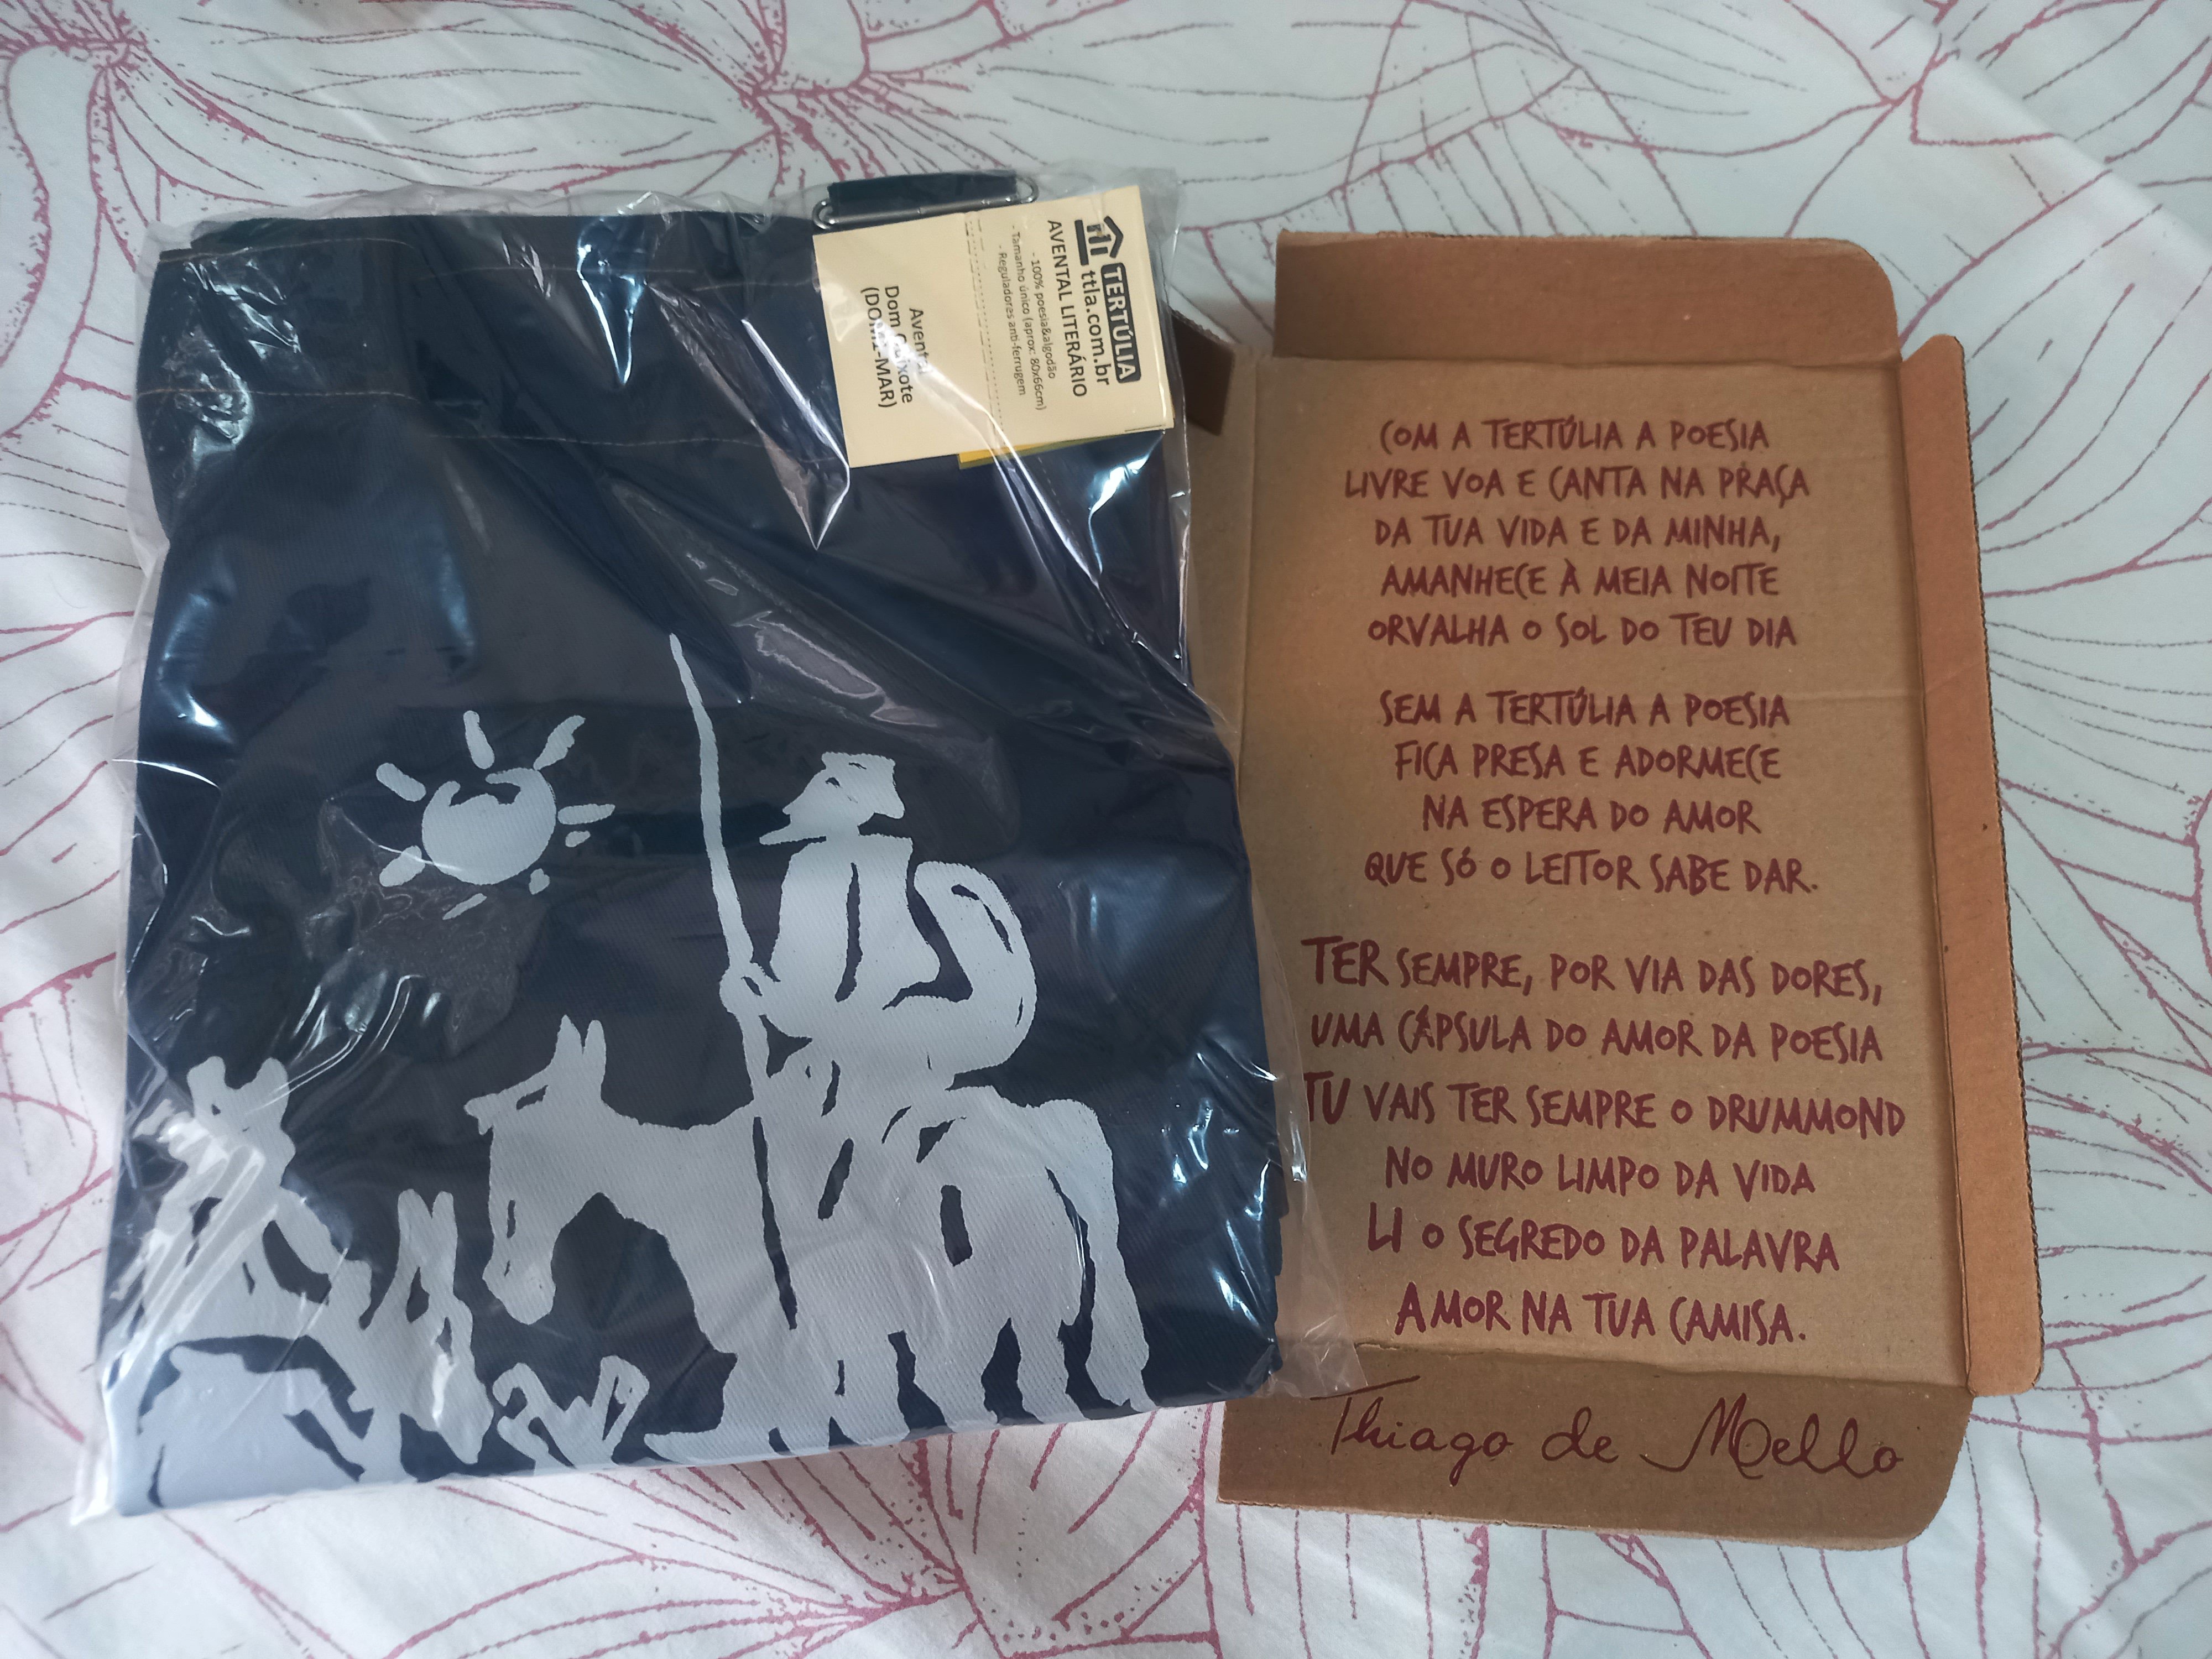 TERTÚLIA
ttla.com.br
AVENTAL LITERÁRIO
- 100% poesia&algodão
- Tamanho único (aprox: 80x66cm)
- Reguladores anti-ferrugem
Avental
Dom Quixote
COM A TERTÚLIA A POESIA
LIVRE VOA E CANTA NA PRAÇA
DA TUA VIDA E DA MINHA,
AMANHECE À MEIA NOITE
ORVALHA O SOL DO TEU DIA
SEM A TERTÚLIA A POESIA
FICA PRESA E ADORMECE
NA ESPERA DO AMOR
QUE SÓ O LEITOR SABE DAR.
TER SEMPRE, POR VIA DAS DORES,
UMA CÁPSULA DO AMOR DA POESIA
TU VAIS TER SEMPRE O DRUMMOND
NO MURO LIMPO DA VIDA
LI O SEGREDO DA PALAVRA
AMOR NA TUA CAMISA.
Thiago de Mello